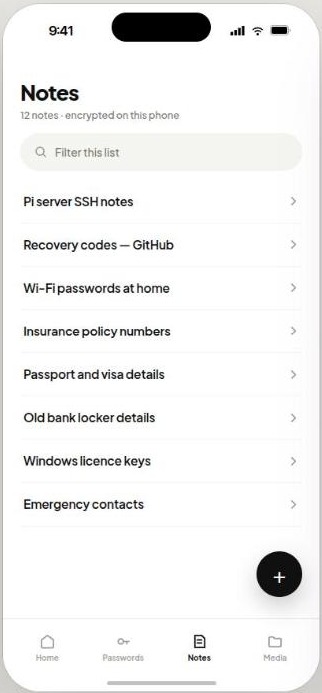 9:41
Notes
12 notes · encrypted on this phone
Filter this list
Pi server SSH notes
Recovery codes — GitHub
Wi-Fi passwords at home
Insurance policy numbers
Passport and visa details
Old bank locker details
Windows licence keys
Emergency contacts
+
Home Passwords Notes Media